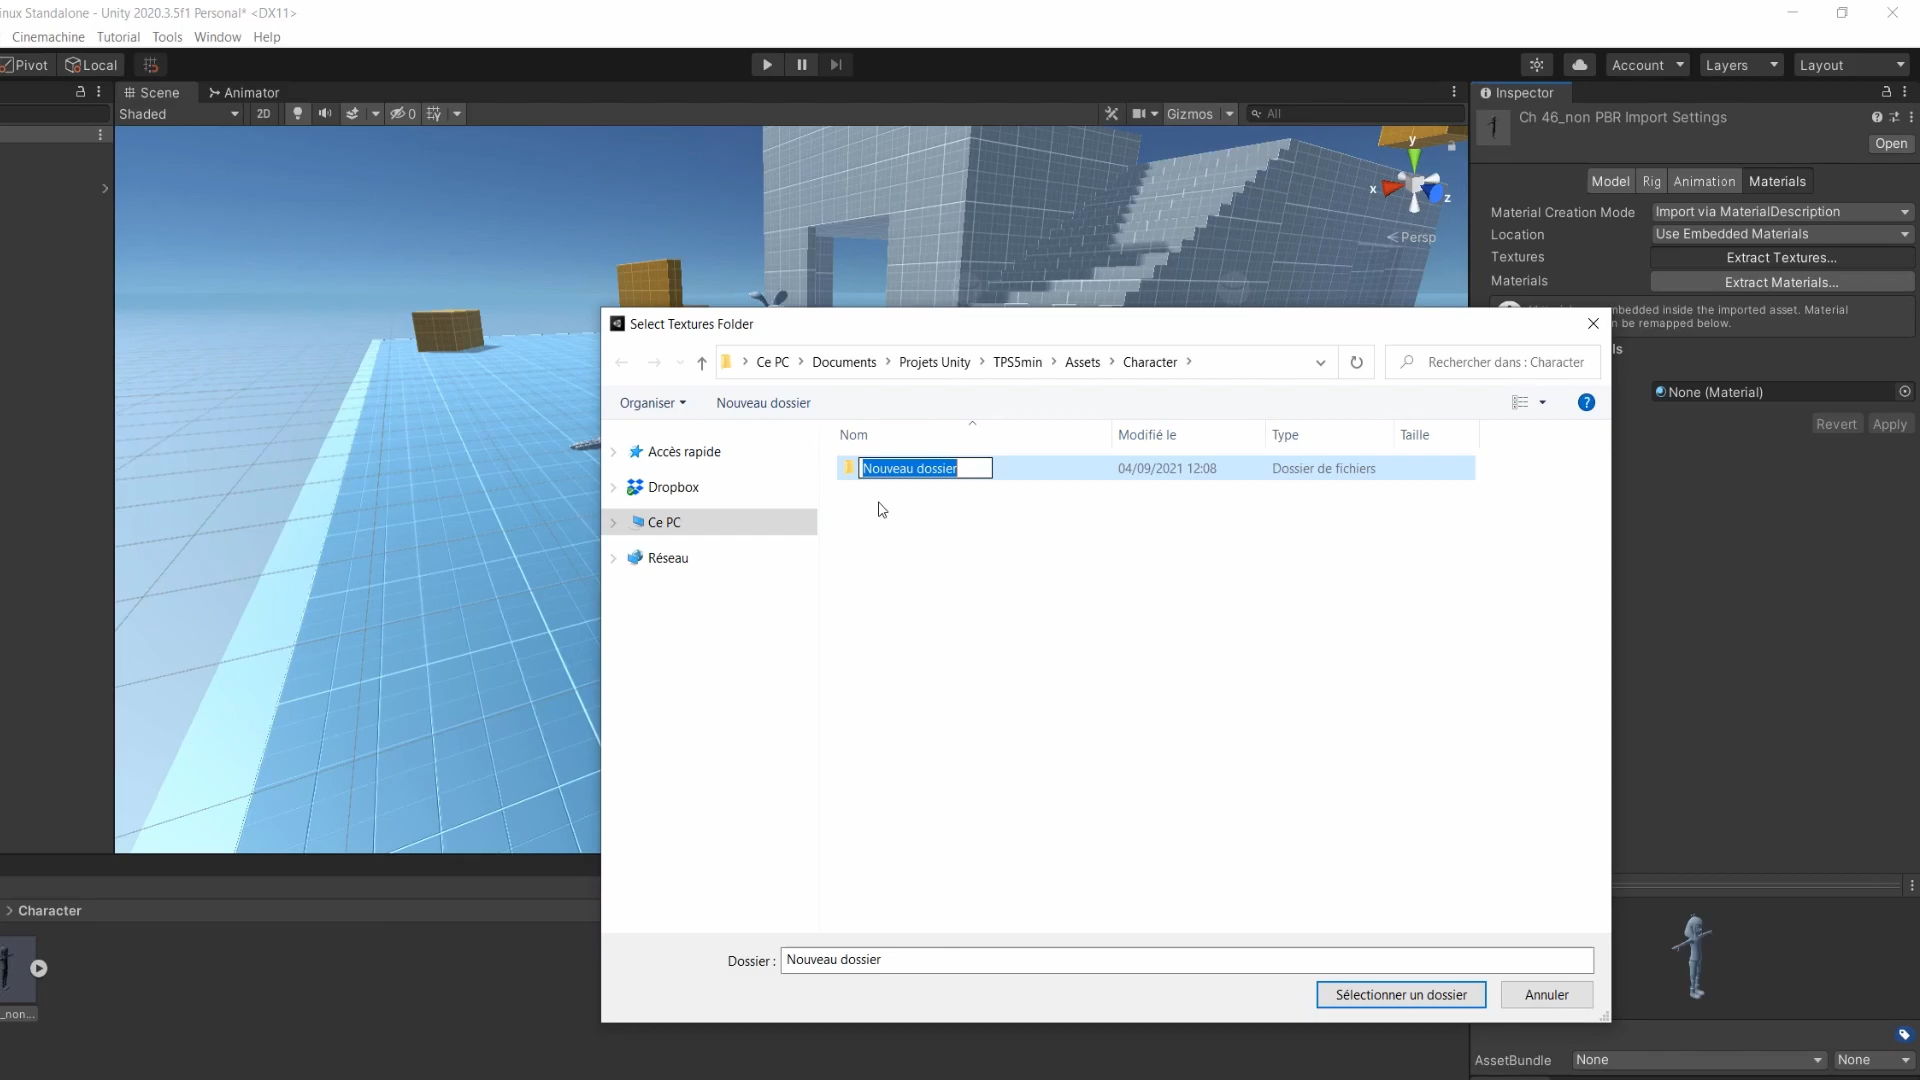 inux Standalone - Unity 2020.3.5f1 Personal* <DX11>
Cinemachine Tutorial Tools Window Help
Pivot Local Account Layers Layout
Scene Animator Inspector
Shaded 2D 0 Gizmos All
Ch 46_non PBR Import Settings
Open
Model Rig Animation Materials
Material Creation Mode Import via MaterialDescription
Location Use Embedded Materials
Textures Extract Textures...
Materials Extract Materials...
bedded inside the imported asset. Material
n be remapped below.
ls
None (Material)
Revert Apply
y
x
z
Persp
Select Textures Folder
Ce PC Documents Projets Unity TPS5min Assets Character Rechercher dans : Character
Organiser Nouveau dossier ?
Nom Modifié le Type Taille
Nouveau dossier 04/09/2021 12:08 Dossier de fichiers
Accès rapide
Dropbox
Ce PC
Réseau
Dossier : Nouveau dossier
Sélectionner un dossier Annuler
Character
_non...
AssetBundle None None